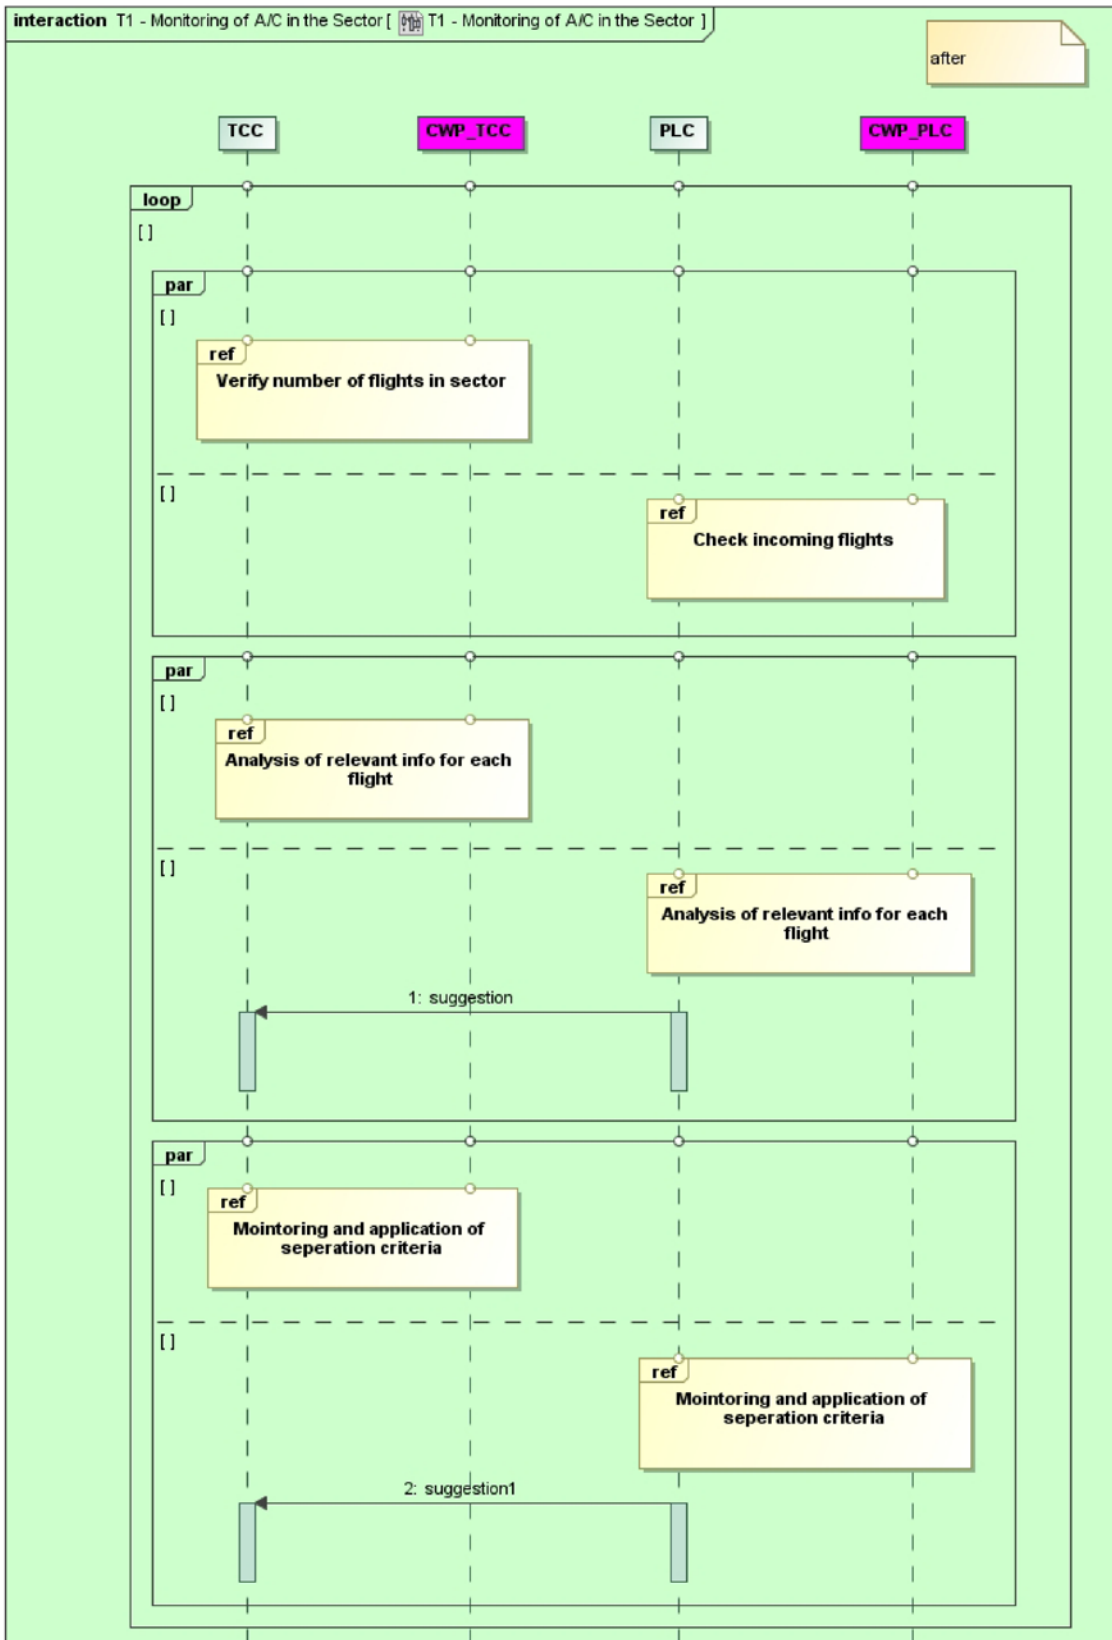 interaction T1 - Monitoring of A/C in the Sector [ T1 - Monitoring of A/C in the Sector ]
after
TCC CWP_TCC PLC CWP_PLC
loop
[ ]
par
[ ]
ref
Verify number of flights in sector
[ ]
ref
Check incoming flights
par
[ ]
ref
Analysis of relevant info for each
flight
[ ]
ref
Analysis of relevant info for each
flight
1: suggestion
par
[ ]
ref
Mointoring and application of
seperation criteria
[ ]
ref
Mointoring and application of
seperation criteria
2: suggestion1